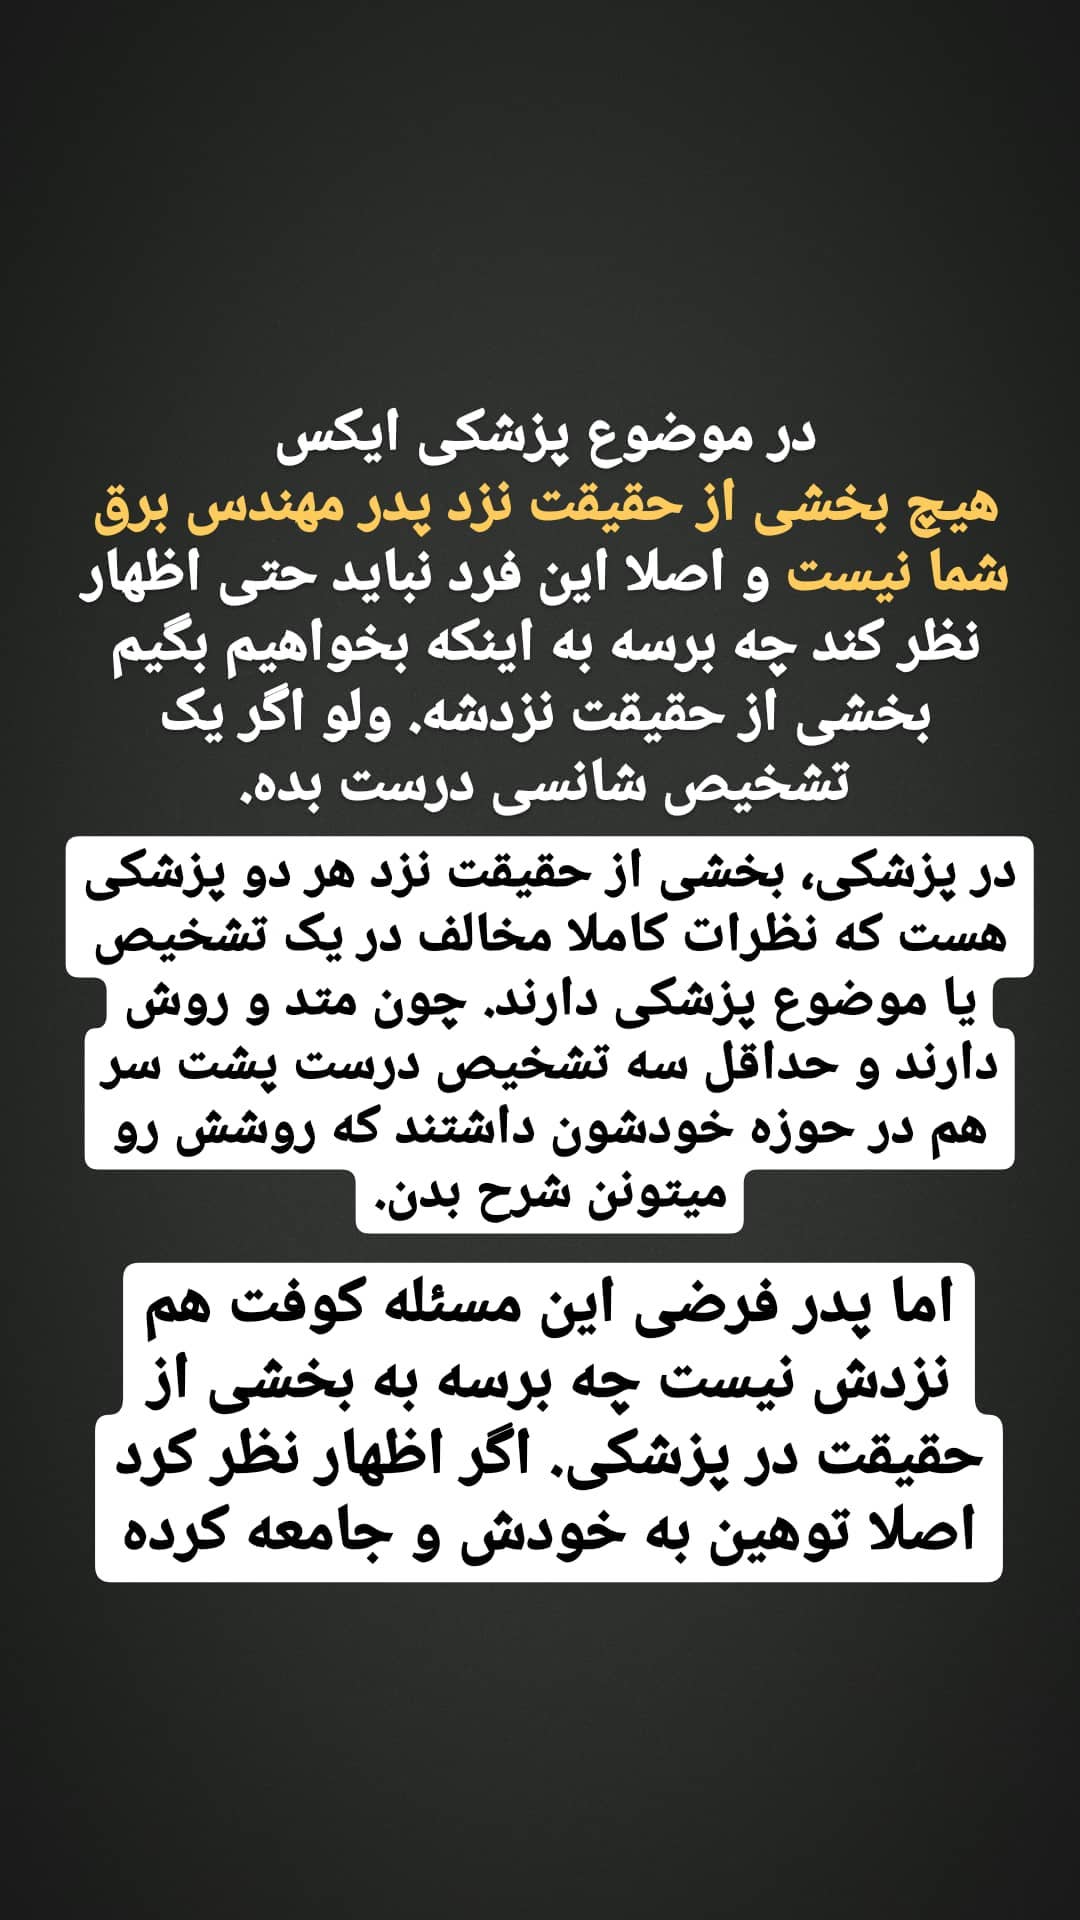 در موضوع پزشکی ایکس
هیچ بخشی از حقیقت نزد پدر مهندس برق
شما نیست و اصلا این فرد نباید حتی اظهار
نظر کند چه برسه به اینکه بخواهیم بگیم
بخشی از حقیقت نزدشه. ولو اگر یک
تشخیص شانسی درست بده.
در پزشکی، بخشی از حقیقت نزد هر دو پزشکی
هست که نظرات کاملا مخالف در یک تشخیص
یا موضوع پزشکی دارند. چون متد و روش
دارند و حداقل سه تشخیص درست پشت سر
هم در حوزه خودشون داشتند که روشش رو
میتونن شرح بدن.
اما پدر فرضی این مسئله کوفت هم
نزدش نیست چه برسه به بخشی از
حقیقت در پزشکی. اگر اظهار نظر کرد
اصلا توهین به خودش و جامعه کرده